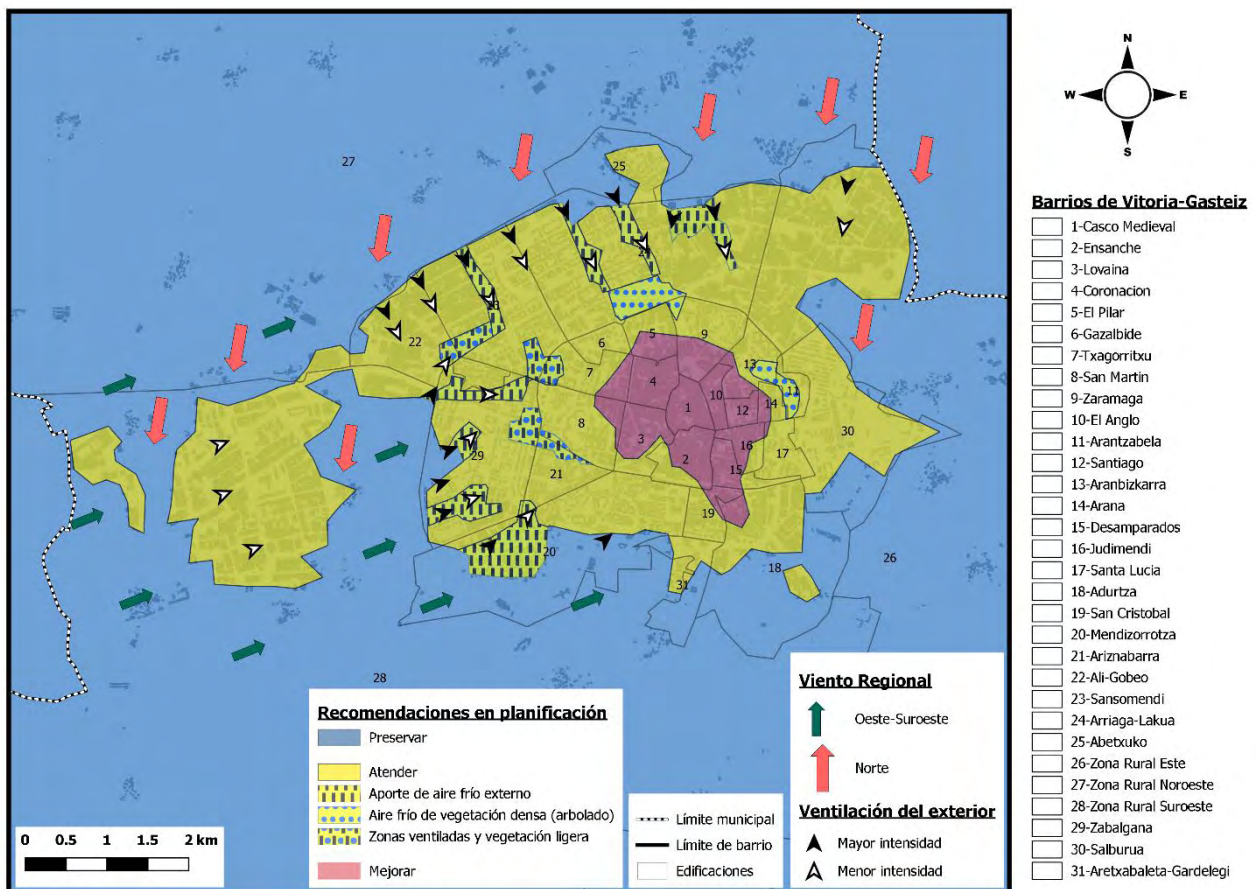 N
W
E
S
27
25
24
23
22
5
9
6
7
4
13
11
10
1
12
14
8
3
16
30
2
17
29
21
15
19
20
18
26
31
28
Barrios de Vitoria-Gasteiz
1-Casco Medieval
2-Ensanche
3-Lovaina
4-Coronacion
5-El Pilar
6-Gazalbide
7-Txagorritxu
8-San Martin
9-Zaramaga
10-El Anglo
11-Arantzabela
12-Santiago
13-Aranbizkarra
14-Arana
15-Desamparados
16-Judimendi
17-Santa Lucia
18-Adurtza
19-San Cristobal
20-Mendizorrotza
21-Ariznabarra
22-Ali-Gobeo
23-Sansomendi
24-Arriaga-Lakua
25-Abetxuko
26-Zona Rural Este
27-Zona Rural Noroeste
28-Zona Rural Suroeste
29-Zabalgana
30-Salburua
31-Aretxabaleta-Gardelegi
Recomendaciones en planificación
Preservar
Atender
Aporte de aire frío externo
Aire frío de vegetación densa (arbolado)
Zonas ventiladas y vegetación ligera
Mejorar
Límite municipal
Límite de barrio
Edificaciones
Viento Regional
Oeste-Suroeste
Norte
Ventilación del exterior
Mayor intensidad
Menor intensidad
0 0.5 1 1.5 2 km